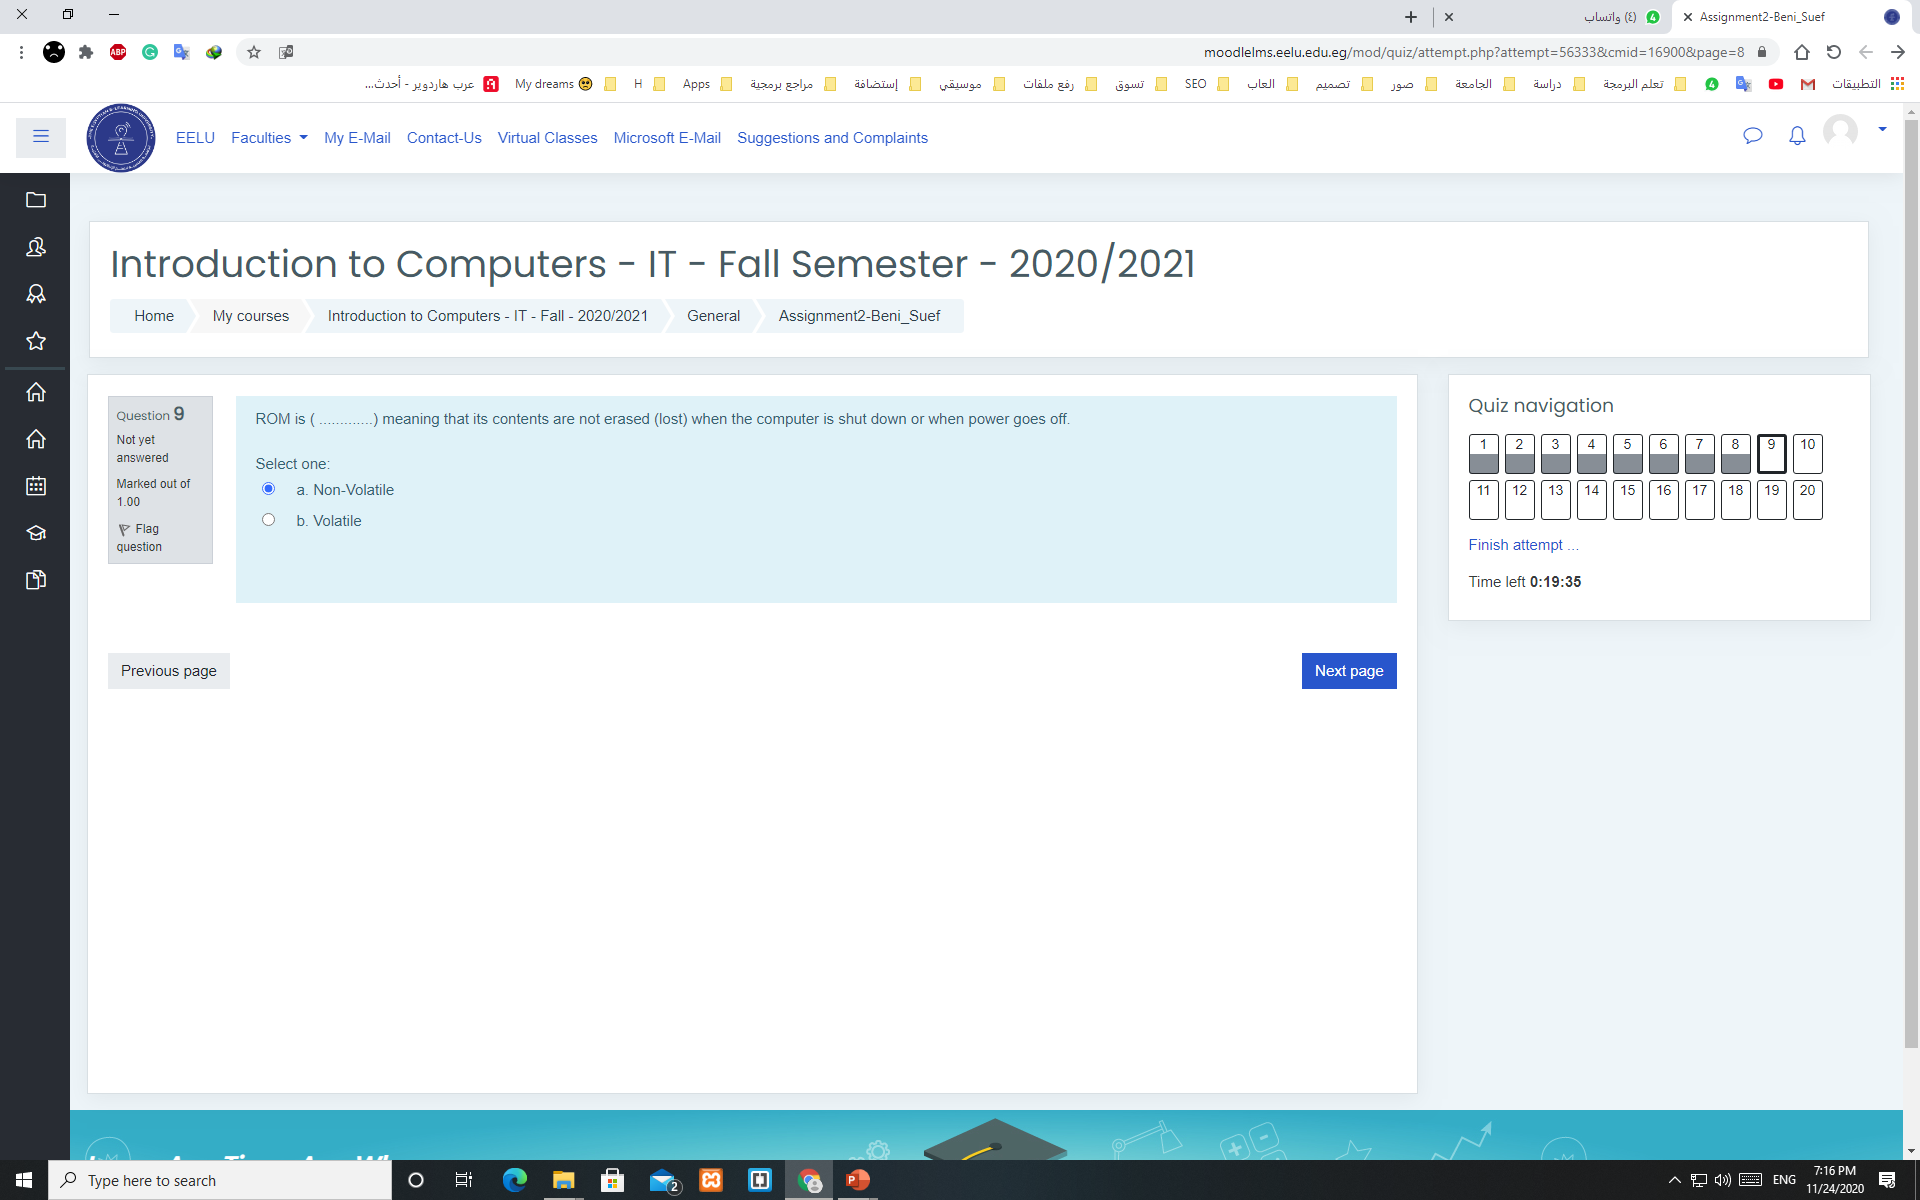 (٤) واتساب
Assignment2-Beni_Suef
moodlelms.eelu.edu.eg/mod/quiz/attempt.php?attempt=56333&cmid=16900&page=8
عرب هاردوير - أحدث...
My dreams
H
Apps
مراجع برمجية
إستضافة
موسيقي
رفع ملفات
تسوق
SEO
العاب
تصميم
صور
الجامعة
دراسة
تعلم البرمجة
التطبيقات
EELU
Faculties
My E-Mail
Contact-Us
Virtual Classes
Microsoft E-Mail
Suggestions and Complaints
Introduction to Computers - IT - Fall Semester - 2020/2021
Home
My courses
Introduction to Computers - IT - Fall - 2020/2021
General
Assignment2-Beni_Suef
Question 9
Not yet
answered
Marked out of
1.00
Flag
question
ROM is ( .............) meaning that its contents are not erased (lost) when the computer is shut down or when power goes off.
Select one:
a. Non-Volatile
b. Volatile
Previous page
Next page
Quiz navigation
1 2 3 4 5 6 7 8 9 10
11 12 13 14 15 16 17 18 19 20
Finish attempt ...
Time left 0:19:35
Type here to search
2
ENG
7:16 PM
11/24/2020